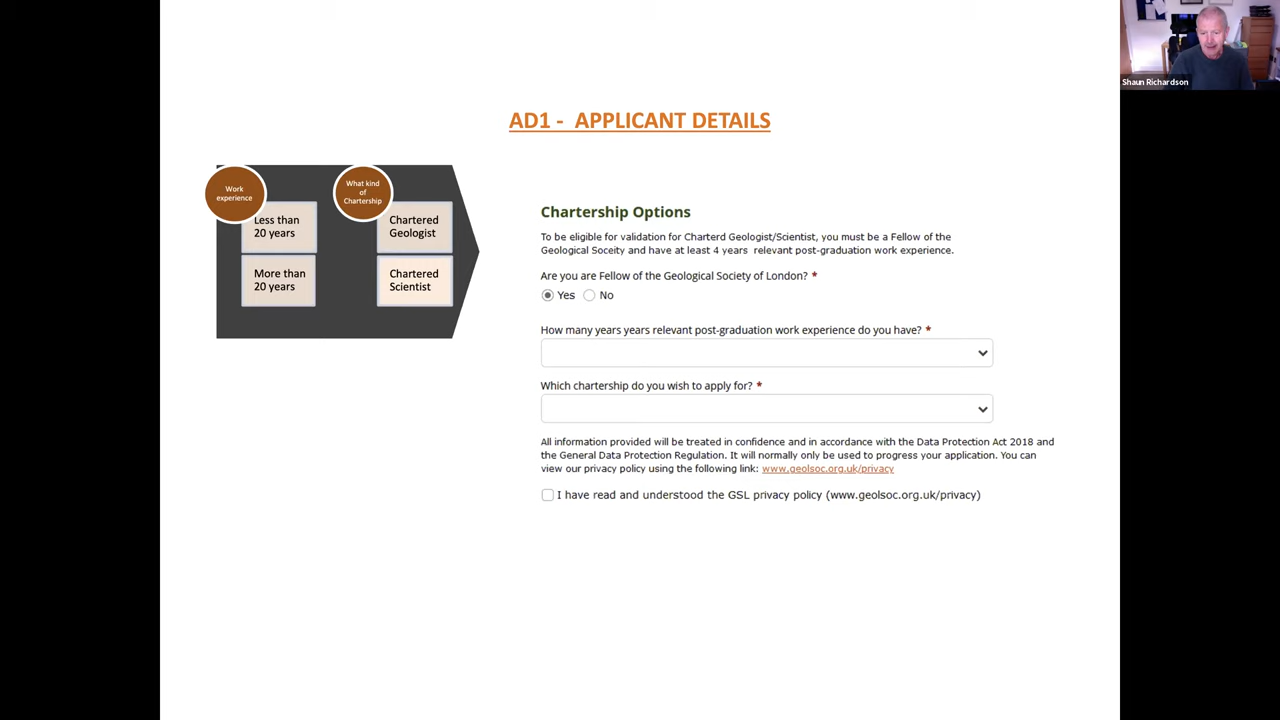 Shaun Richardson
AD1 -  APPLICANT DETAILS
Work
experience
Less than
20 years
More than
20 years
What kind
of
Chartership
Chartered
Geologist
Chartered
Scientist
Chartership Options
To be eligible for validation for Charterd Geologist/Scientist, you must be a Fellow of the
Geological Soceity and have at least 4 years  relevant post-graduation work experience.
Are you are Fellow of the Geological Society of London? *
Yes No
How many years years relevant post-graduation work experience do you have? *
Which chartership do you wish to apply for? *
All information provided will be treated in confidence and in accordance with the Data Protection Act 2018 and
the General Data Protection Regulation. It will normally only be used to progress your application. You can
view our privacy policy using the following link: www.geolsoc.org.uk/privacy
I have read and understood the GSL privacy policy (www.geolsoc.org.uk/privacy)